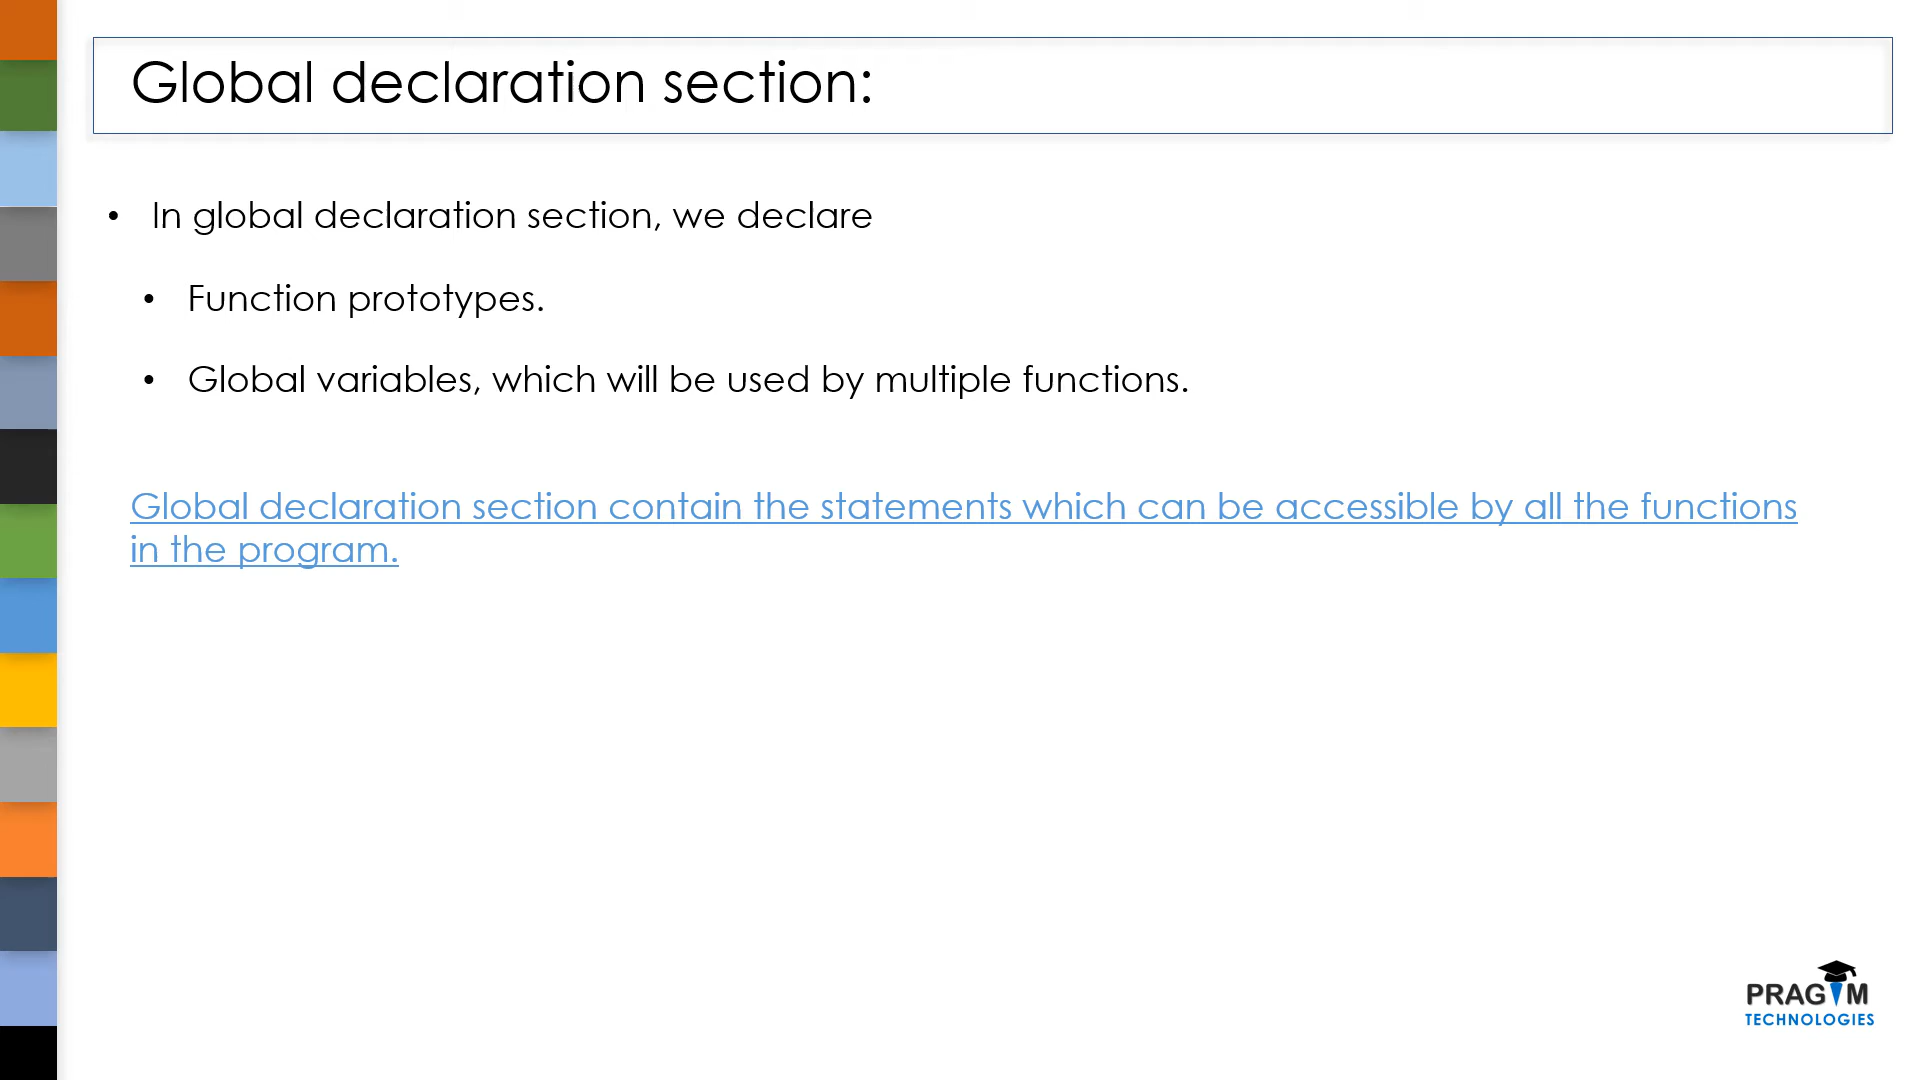 Global declaration section:
• In global declaration section, we declare
• Function prototypes.
• Global variables, which will be used by multiple functions.
Global declaration section contain the statements which can be accessible by all the functions
in the program.
PRAGIM
TECHNOLOGIES